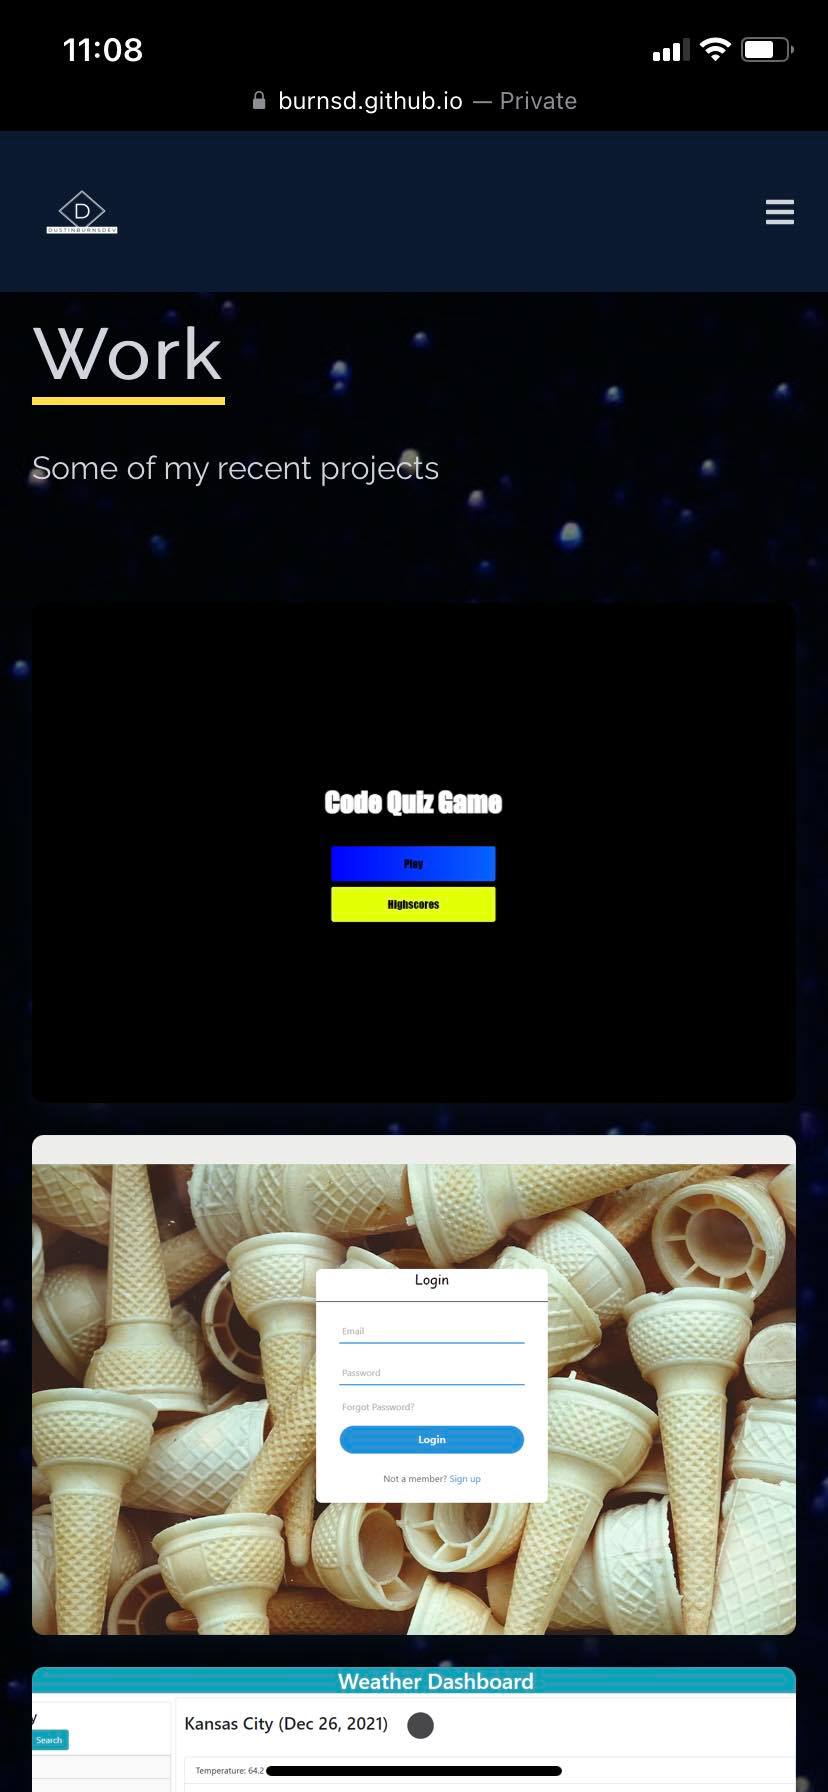 11:08
burnsd.github.io — Private
D
DUSTINBURNSDEV
Work
Some of my recent projects
Code Quiz Game
Play
Highscores
Login
Email
Password
Forgot Password?
Login
Not a member? Sign up
Weather Dashboard
y
Kansas City (Dec 26, 2021)
Search
Temperature: 64.2